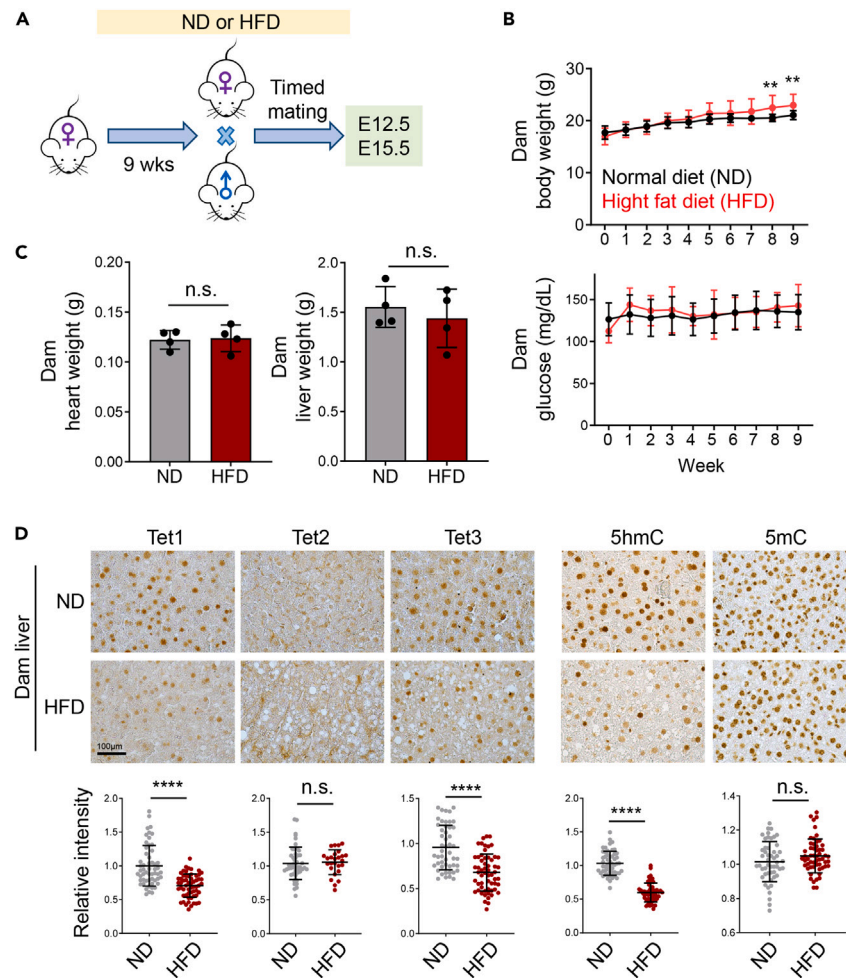 A
ND or HFD
9 wks
Timed
mating
E12.5
E15.5
B
Dam
body weight (g)
30
20
10
0
** **
Normal diet (ND)
Hight fat diet (HFD)
0 1 2 3 4 5 6 7 8 9
Dam
glucose (mg/dL)
150
100
50
0
0 1 2 3 4 5 6 7 8 9
Week
C
Dam
heart weight (g)
0.20
0.15
0.10
0.05
0.00
n.s.
ND HFD
Dam
liver weight (g)
2.0
1.5
1.0
0.5
0.0
n.s.
ND HFD
D
Tet1 Tet2 Tet3 5hmC 5mC
Dam liver
ND
HFD
100μm
Relative intensity
2.0
1.5
1.0
0.5
0.0
****
ND HFD
2.0
1.5
1.0
0.5
0.0
n.s.
ND HFD
1.5
1.0
0.5
0.0
****
ND HFD
2.0
1.5
1.0
0.5
0.0
****
ND HFD
1.4
1.2
1.0
0.8
0.6
n.s.
ND HFD